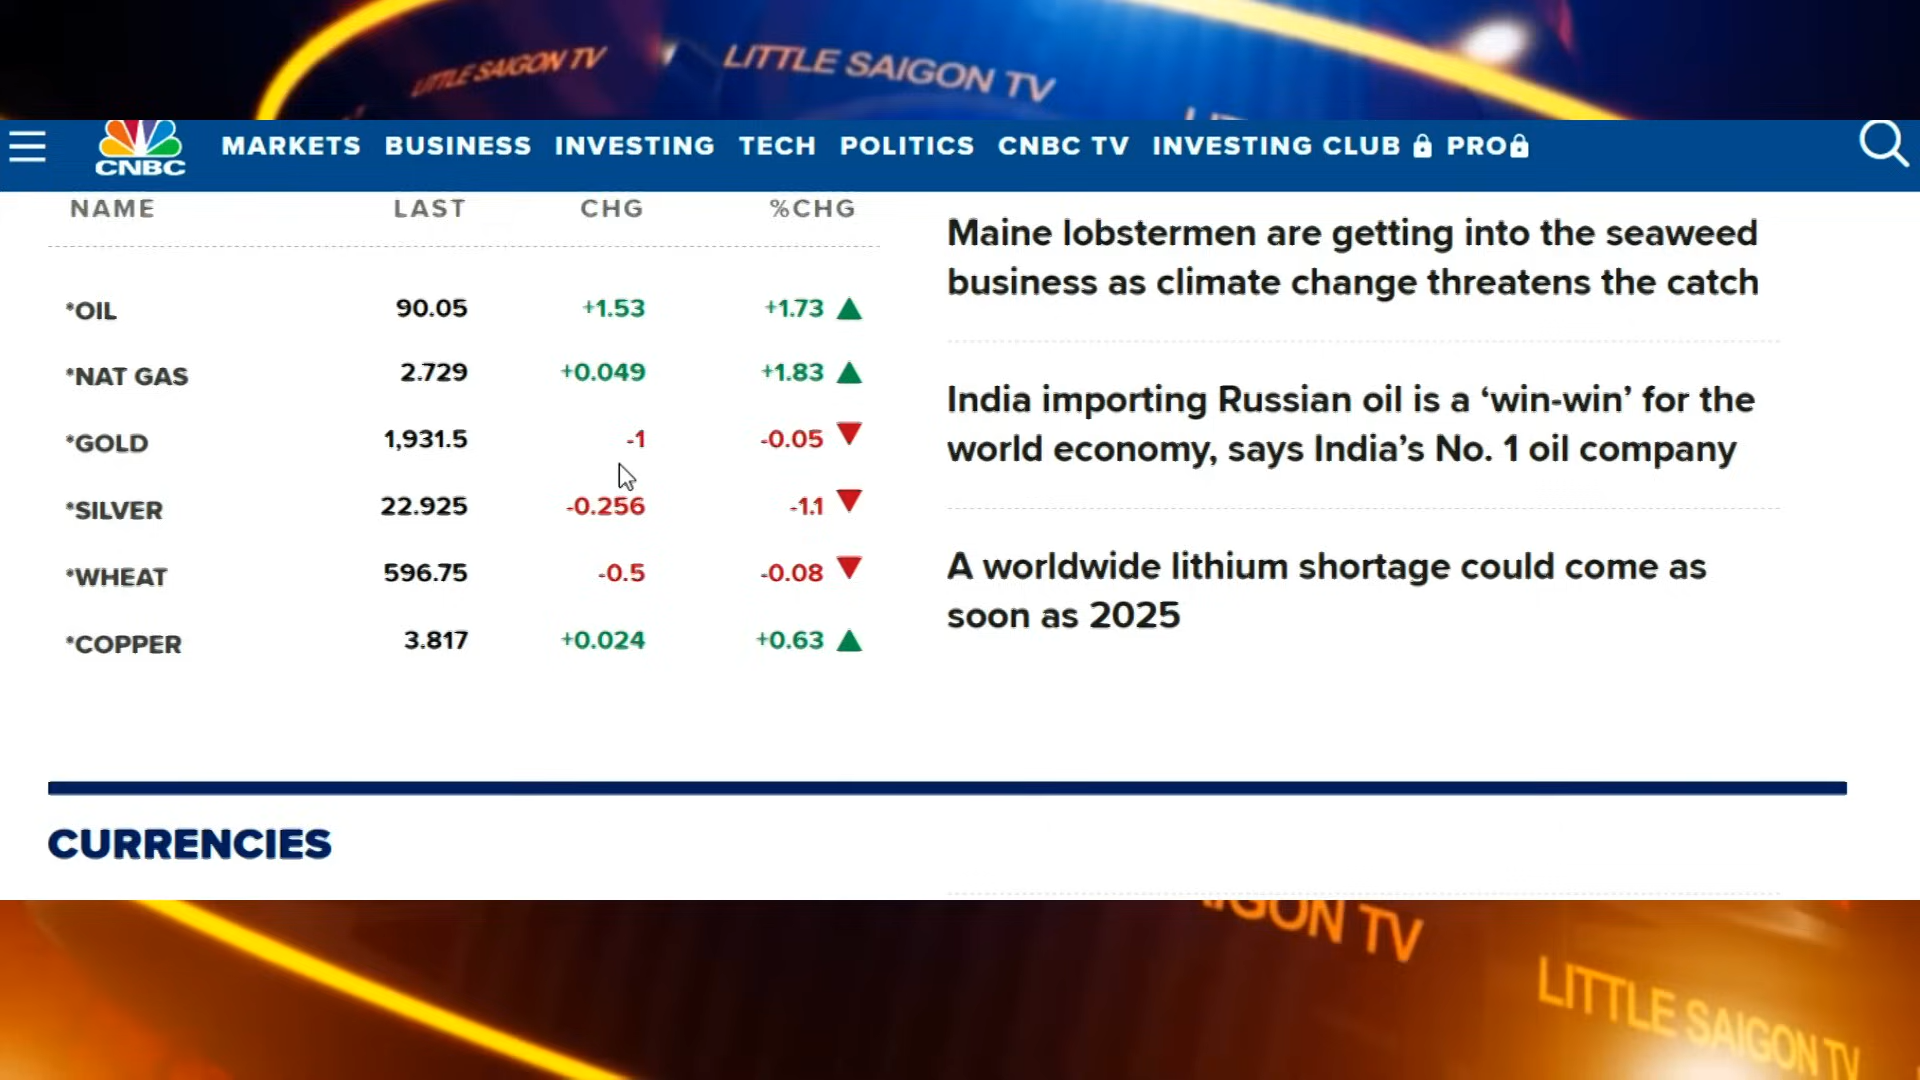 LITTLE SAIGON TV
LITTLE SAIGON TV
CNBC
MARKETS BUSINESS INVESTING TECH POLITICS CNBC TV INVESTING CLUB PRO
NAME LAST CHG %CHG
*OIL 90.05 +1.53 +1.73
*NAT GAS 2.729 +0.049 +1.83
*GOLD 1,931.5 -1 -0.05
*SILVER 22.925 -0.256 -1.1
*WHEAT 596.75 -0.5 -0.08
*COPPER 3.817 +0.024 +0.63
Maine lobstermen are getting into the seaweed
business as climate change threatens the catch
India importing Russian oil is a ‘win-win’ for the
world economy, says India’s No. 1 oil company
A worldwide lithium shortage could come as
soon as 2025
CURRENCIES
TV
LITTLE SAIGON TV